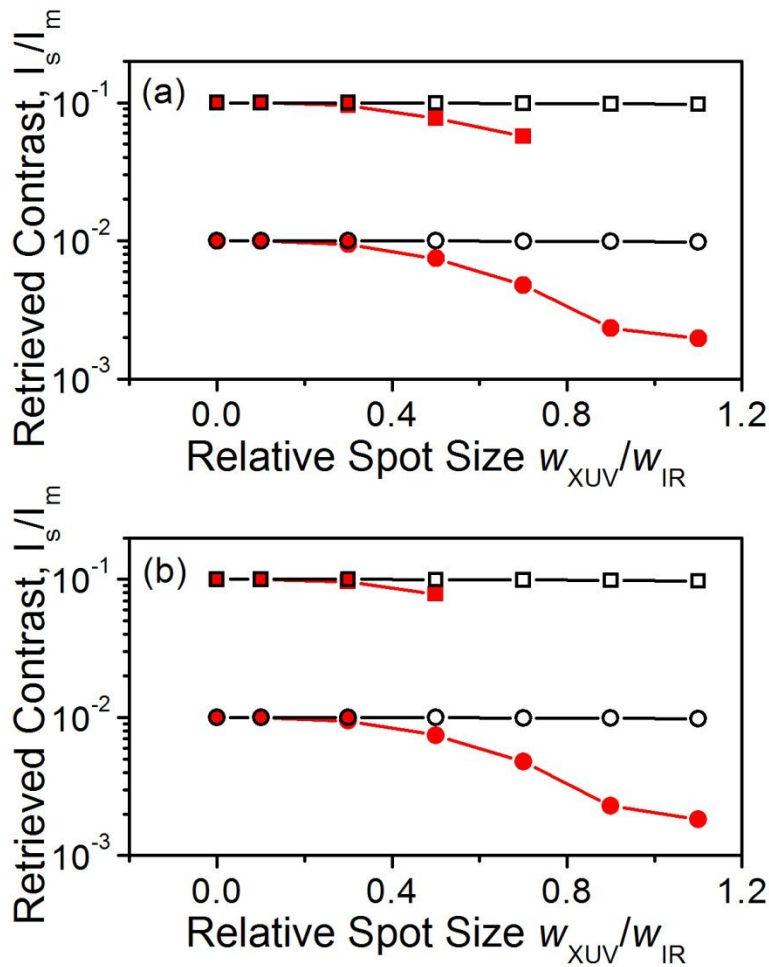 Retrieved Contrast, I_s/I_m
(a)
10^-1
10^-2
10^-3
0.0 0.4 0.8 1.2
Relative Spot Size w_XUV/w_IR
Retrieved Contrast, I_s/I_m
(b)
10^-1
10^-2
10^-3
0.0 0.4 0.8 1.2
Relative Spot Size w_XUV/w_IR